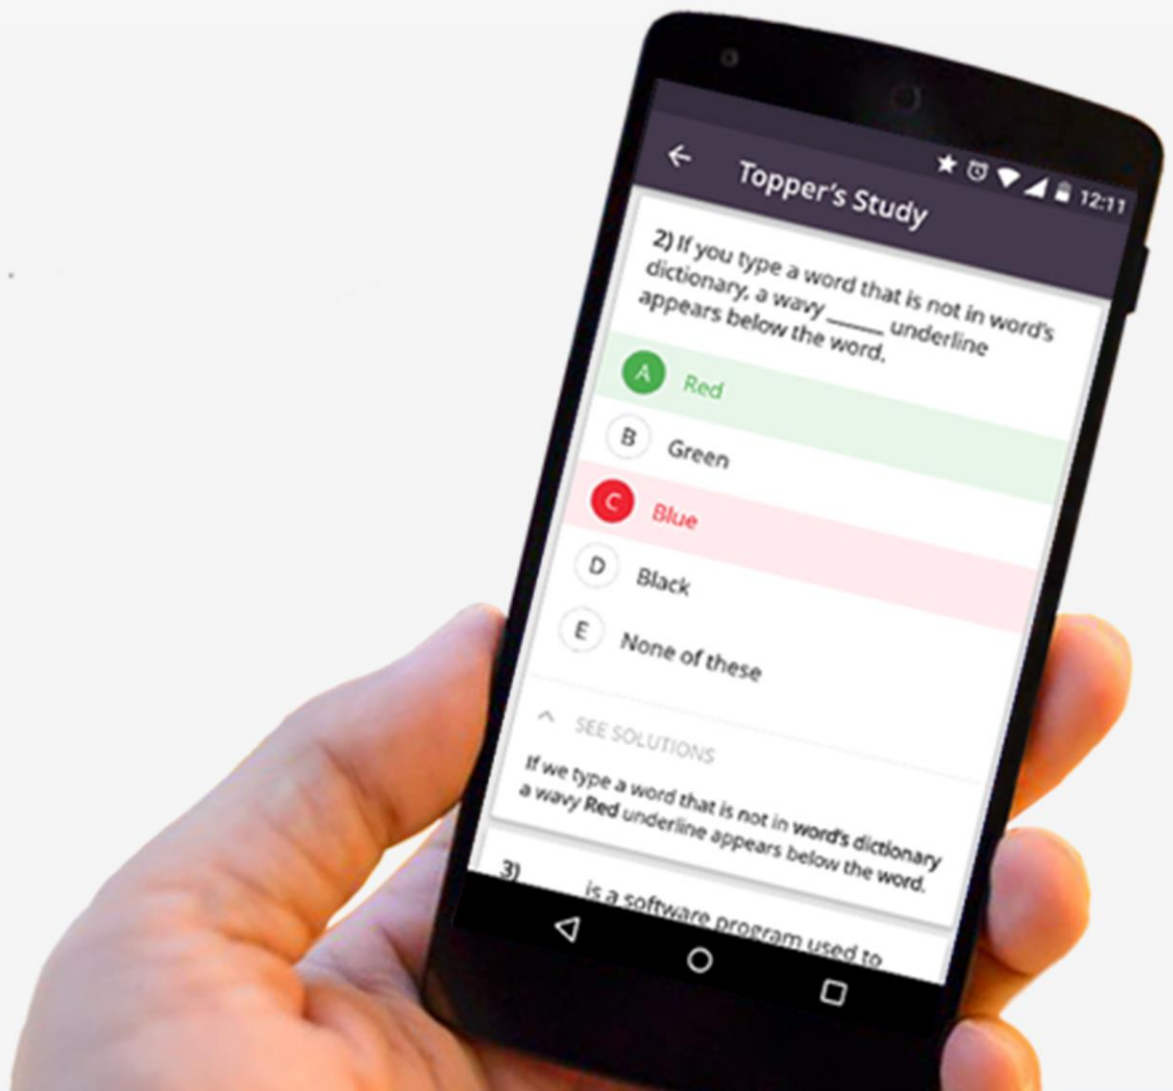 12:11
Topper's Study
2) If you type a word that is not in word's
dictionary, a wavy ______ underline
appears below the word.
A Red
B Green
C Blue
D Black
E None of these
SEE SOLUTIONS
If we type a word that is not in word's dictionary
a wavy Red underline appears below the word.
3) ______ is a software program used to